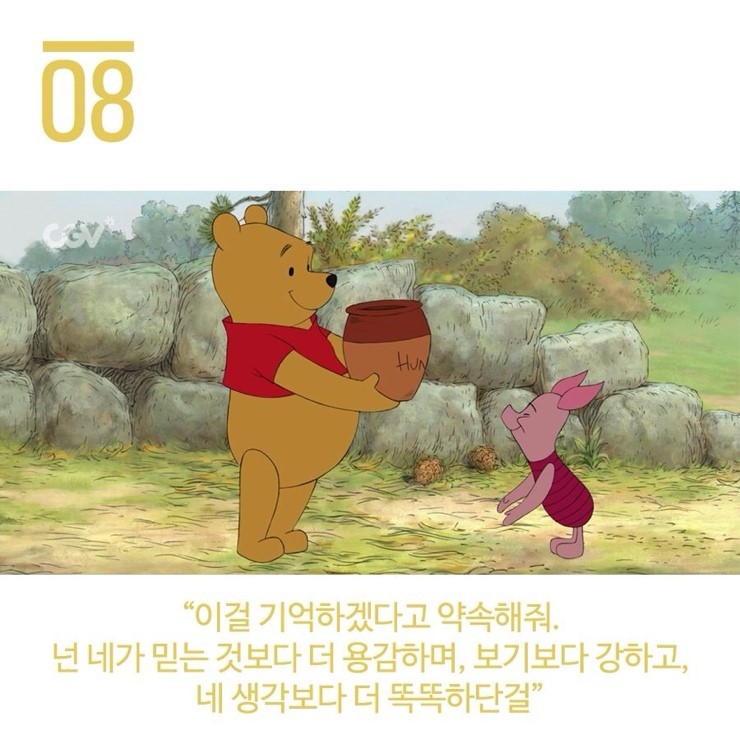 08
CGV
HUN
“이걸 기억하겠다고 약속해줘.
넌 네가 믿는 것보다 더 용감하며, 보기보다 강하고,
네 생각보다 더 똑똑하단걸”